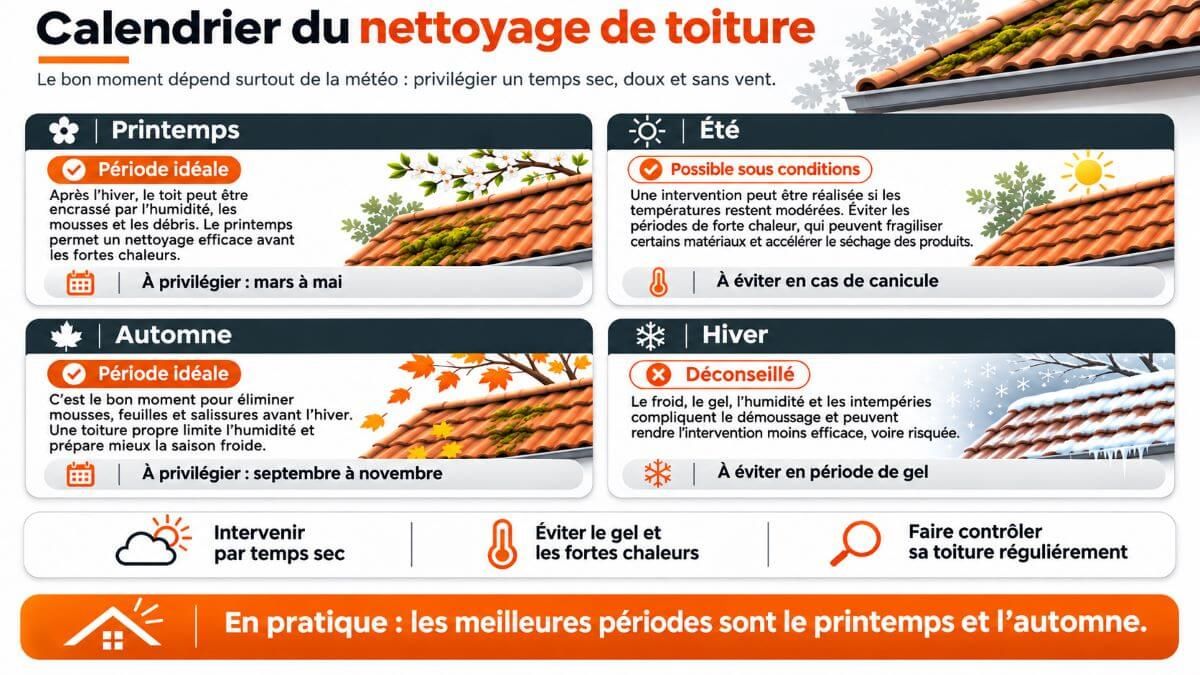 Calendrier du nettoyage de toiture
Le bon moment dépend surtout de la météo : privilégier un temps sec, doux et sans vent.
Printemps
Période idéale
Après l'hiver, le toit peut être
encrassé par l'humidité, les
mousses et les débris. Le printemps
permet un nettoyage efficace avant
les fortes chaleurs.
À privilégier : mars à mai
Été
Possible sous conditions
Une intervention peut être réalisée si les
températures restent modérées. Éviter les
périodes de forte chaleur, qui peuvent fragiliser
certains matériaux et accélérer le séchage des produits.
À éviter en cas de canicule
Automne
Période idéale
C'est le bon moment pour éliminer
mousses, feuilles et salissures avant l'hiver.
Une toiture propre limite l'humidité et
prépare mieux la saison froide.
À privilégier : septembre à novembre
Hiver
Déconseillé
Le froid, le gel, l'humidité et les intempéries
compliquent le démoussage et peuvent
rendre l'intervention moins efficace, voire risquée.
À éviter en période de gel
Intervenir
par temps sec
Éviter le gel et
les fortes chaleurs
Faire contrôler
sa toiture réguliérement
En pratique : les meilleures périodes sont le printemps et l'automne.